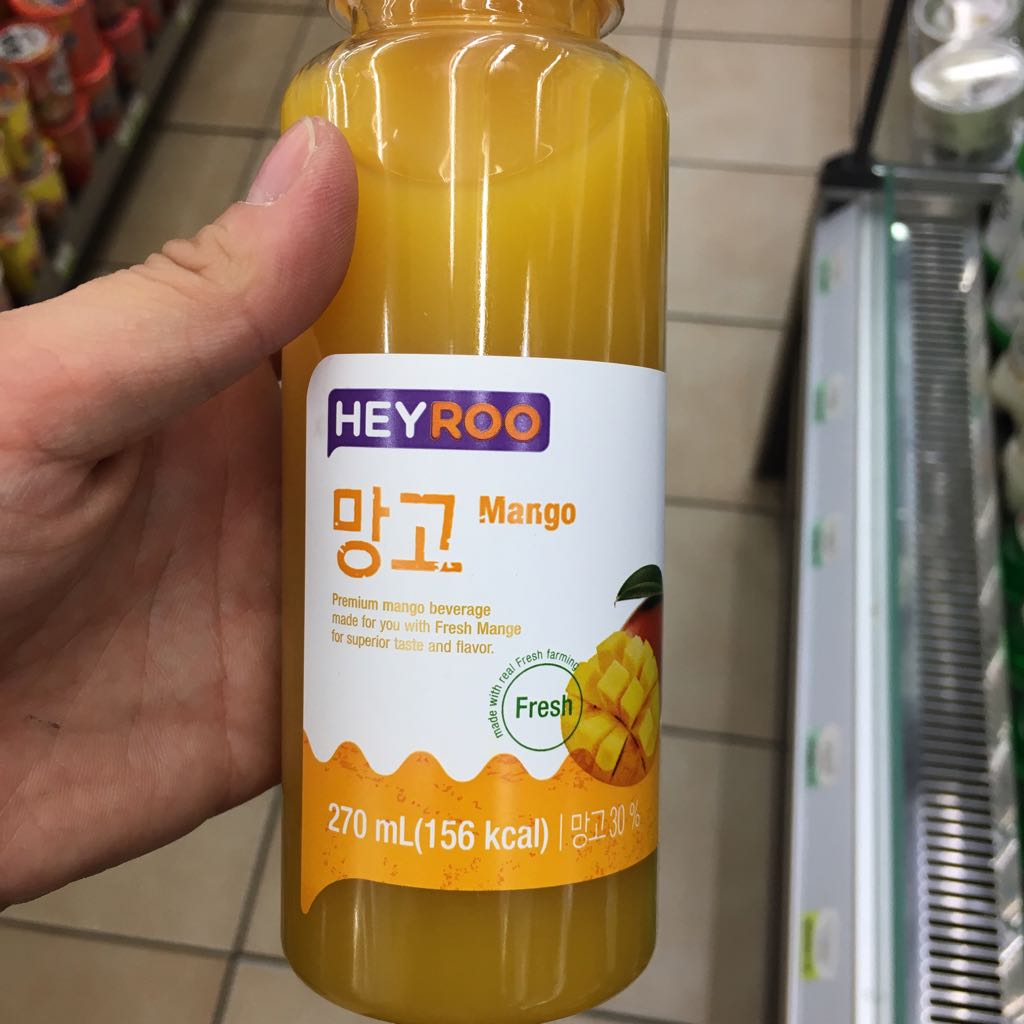 HEYROO
망고 Mango
Premium mango beverage
made for you with Fresh Mange
for superior taste and flavor.
made with real Fresh farming
Fresh
270 mL(156 kcal) | 망고 30 %